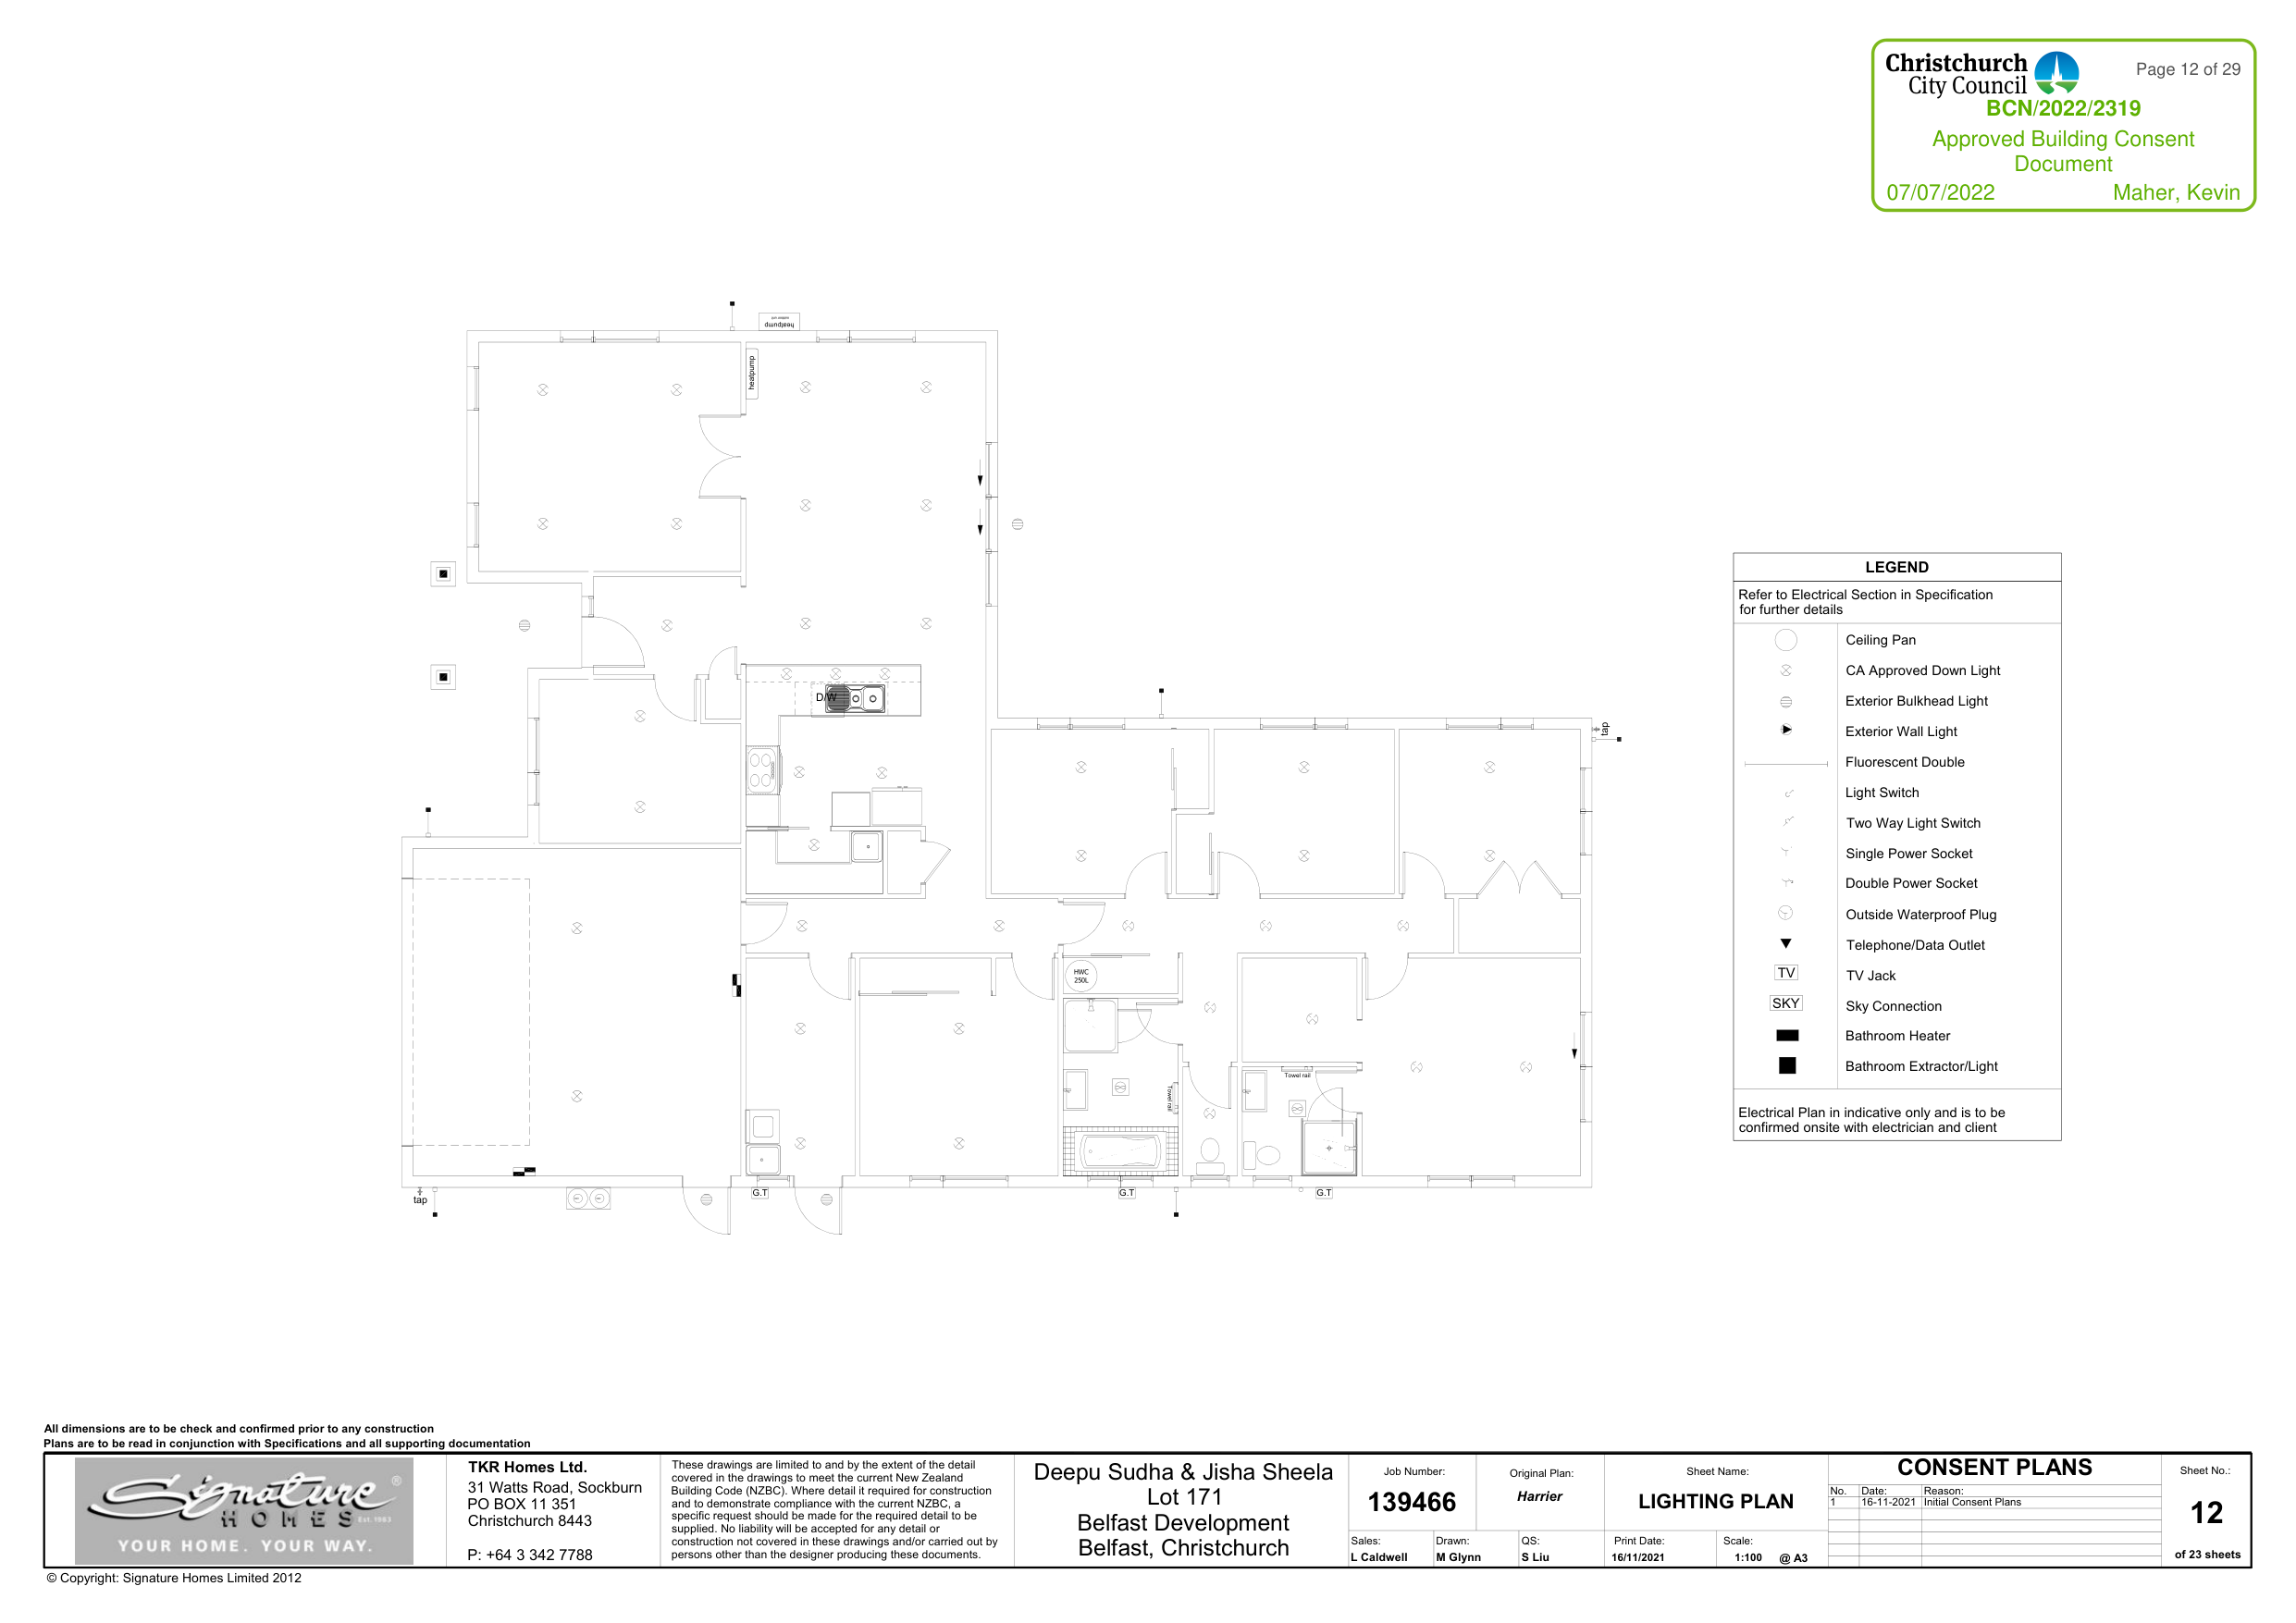 Christchurch
City Council
Page 12 of 29
BCN/2022/2319
Approved Building Consent
Document
07/07/2022
Maher, Kevin
heatpump
heatpump
D/W
tap
HWC
250L
Towel rail
Towel rail
tap
G.T
G.T
G.T
LEGEND
Refer to Electrical Section in Specification
for further details
Ceiling Pan
CA Approved Down Light
Exterior Bulkhead Light
Exterior Wall Light
Fluorescent Double
Light Switch
Two Way Light Switch
Single Power Socket
Double Power Socket
Outside Waterproof Plug
Telephone/Data Outlet
TV
TV Jack
SKY
Sky Connection
Bathroom Heater
Bathroom Extractor/Light
Electrical Plan in indicative only and is to be
confirmed onsite with electrician and client
All dimensions are to be check and confirmed prior to any construction
Plans are to be read in conjunction with Specifications and all supporting documentation
Signature ®
HOMES Est. 1983
YOUR HOME. YOUR WAY.
TKR Homes Ltd.
31 Watts Road, Sockburn
PO BOX 11 351
Christchurch 8443
P: +64 3 342 7788
These drawings are limited to and by the extent of the detail
covered in the drawings to meet the current New Zealand
Building Code (NZBC). Where detail it required for construction
and to demonstrate compliance with the current NZBC, a
specific request should be made for the required detail to be
supplied. No liability will be accepted for any detail or
construction not covered in these drawings and/or carried out by
persons other than the designer producing these documents.
Deepu Sudha & Jisha Sheela
Lot 171
Belfast Development
Belfast, Christchurch
Job Number:
139466
Original Plan:
Harrier
Sales:
L Caldwell
Drawn:
M Glynn
QS:
S Liu
Sheet Name:
LIGHTING PLAN
Print Date:
16/11/2021
Scale:
1:100 @ A3
CONSENT PLANS
No. Date: Reason:
1 16-11-2021 Initial Consent Plans
Sheet No.:
12
of 23 sheets
© Copyright: Signature Homes Limited 2012